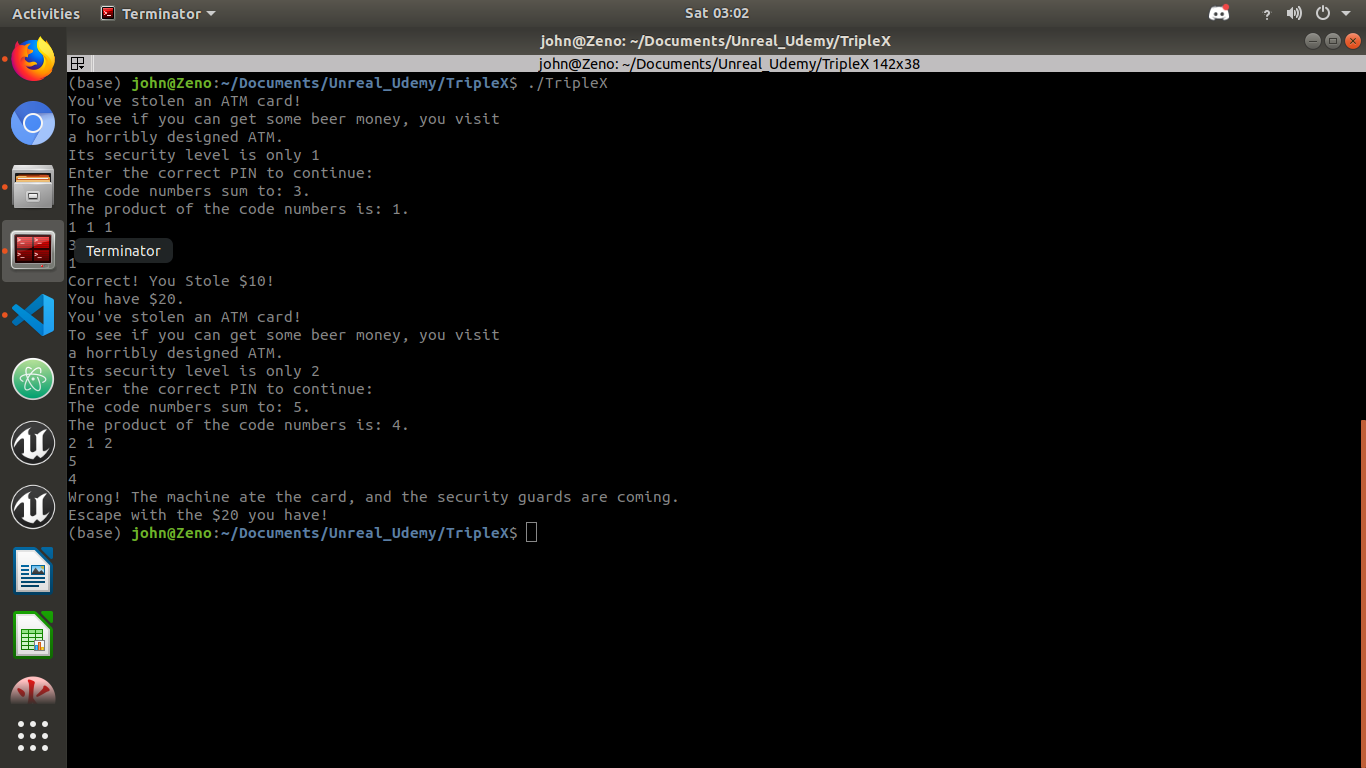 Activities Terminator Sat 03:02
john@Zeno: ~/Documents/Unreal_Udemy/TripleX
john@Zeno: ~/Documents/Unreal_Udemy/TripleX 142x38
(base) john@Zeno:~/Documents/Unreal_Udemy/TripleX$ ./TripleX
You've stolen an ATM card!
To see if you can get some beer money, you visit
a horribly designed ATM.
Its security level is only 1
Enter the correct PIN to continue:
The code numbers sum to: 3.
The product of the code numbers is: 1.
1 1 1
3
Terminator
1
Correct! You Stole $10!
You have $20.
You've stolen an ATM card!
To see if you can get some beer money, you visit
a horribly designed ATM.
Its security level is only 2
Enter the correct PIN to continue:
The code numbers sum to: 5.
The product of the code numbers is: 4.
2 1 2
5
4
Wrong! The machine ate the card, and the security guards are coming.
Escape with the $20 you have!
(base) john@Zeno:~/Documents/Unreal_Udemy/TripleX$